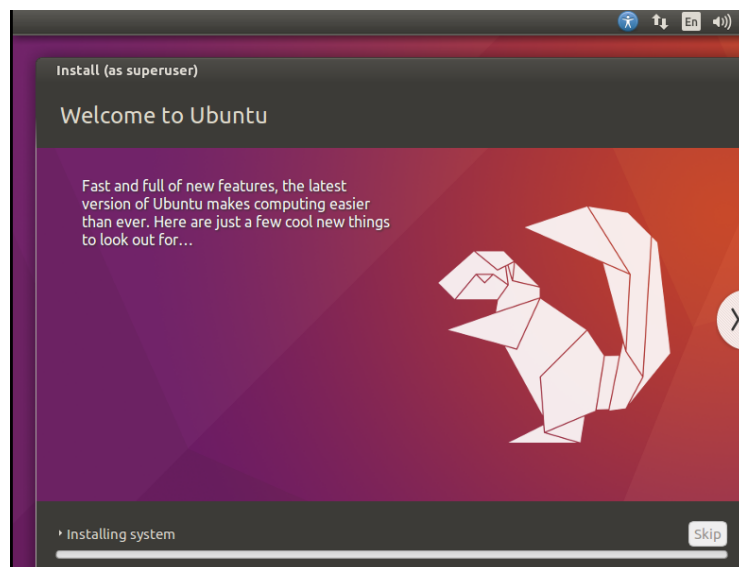 En
Install (as superuser)
Welcome to Ubuntu
Fast and full of new features, the latest
version of Ubuntu makes computing easier
than ever. Here are just a few cool new things
to look out for…
Installing system
Skip